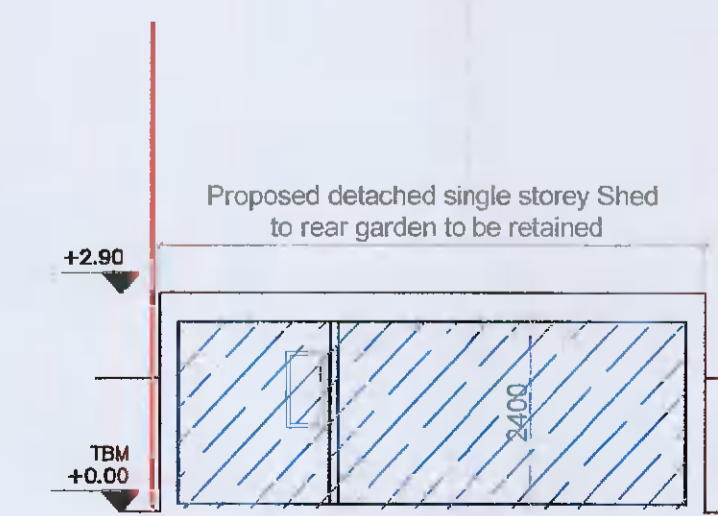 Proposed detached single storey Shed
to rear garden to be retained
+2.90
2400
TBM
+0.00